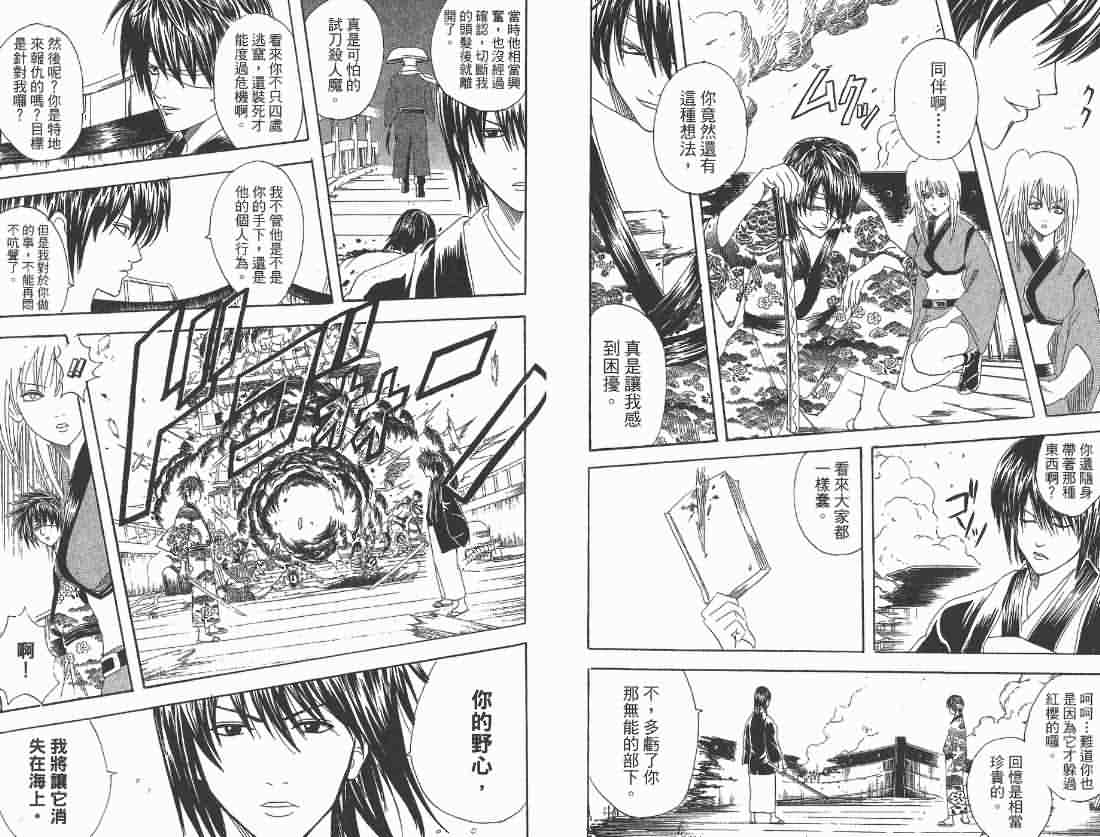 同伴啊……
你竟然還有
這種想法，
ムクッ
真是讓我感
到困擾。
你還隨身
帶著那種
東西啊？
ゴソ
看來大家都
一樣蠢。
呵呵…難道你也
是因為它才躲過
紅櫻的囉。
回憶是相當
珍貴的。
不，多虧了你
那無能的部下。
當時他相當興
奮，也沒經過
確認，切斷我
的頭髮後就離
開了。
真是可怕的
試刀殺人魔。
看來你不只四處
逃竄，還裝死才
能度過危機啊。
然後呢？你是特地
來報仇的嗎？目標
是針對我囉？
我不管他是不是
你的手下，還是
他的個人行為。
但是我對於你做
的事，不能再悶
不吭聲了。
!!
啊！
你的野心，
我將讓它消
失在海上。